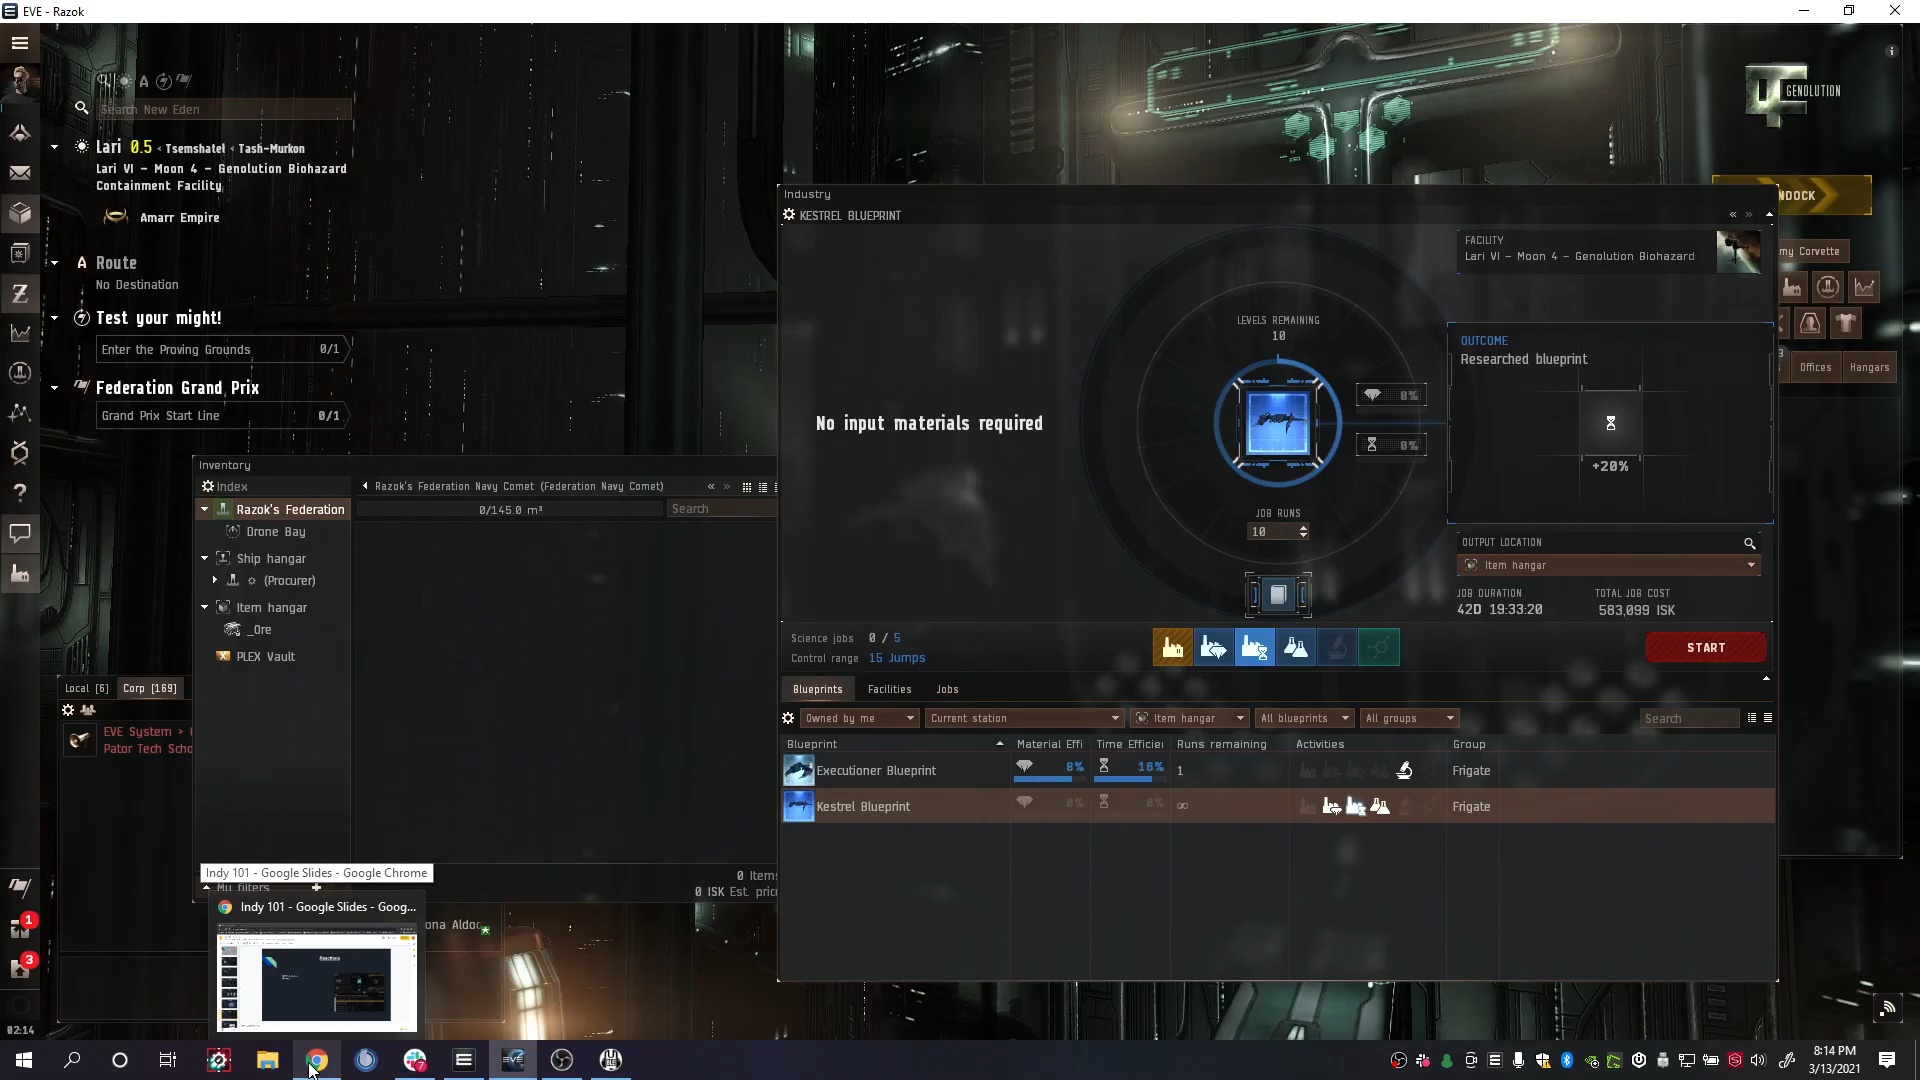 EVE - Razok
Search New Eden
Lari 0.5 < Tsemshatel < Tash-Murkon
Lari VI - Moon 4 - Genolution Biohazard
Containment Facility
Amarr Empire
Route
No Destination
Test your might!
Enter the Proving Grounds 0/1
Federation Grand Prix
Grand Prix Start Line 0/1
GENOLUTION
NDOCK
my Corvette
Offices
Hangars
Industry
KESTREL BLUEPRINT
FACILITY
Lari VI - Moon 4 - Genolution Biohazard
LEVELS REMAINING
10
0%
0%
No input materials required
OUTCOME
Researched blueprint
+20%
JOB RUNS
10
OUTPUT LOCATION
Item hangar
JOB DURATION
42D 19:33:20
TOTAL JOB COST
583,099 ISK
Science jobs 0 / 5
Control range 15 Jumps
START
Blueprints Facilities Jobs
Owned by me Current station Item hangar All blueprints All groups Search
Blueprint Material Effi Time Efficier Runs remaining Activities Group
Executioner Blueprint 8% 16% 1 Frigate
Kestrel Blueprint 0% 0% ∞ Frigate
Inventory
Index
Razok's Federation Navy Comet (Federation Navy Comet)
Razok's Federation
0/145.0 m³
Search
Drone Bay
Ship hangar
(Procurer)
Item hangar
_Ore
PLEX Vault
0 Items
0 ISK Est. price
My filters
Local [6] Corp [169]
EVE System >
Pator Tech Scho
Indy 101 - Google Slides - Google Chrome
Indy 101 - Google Slides - Goog...
Reactions
1
3
02:14
7
8:14 PM
3/13/2021